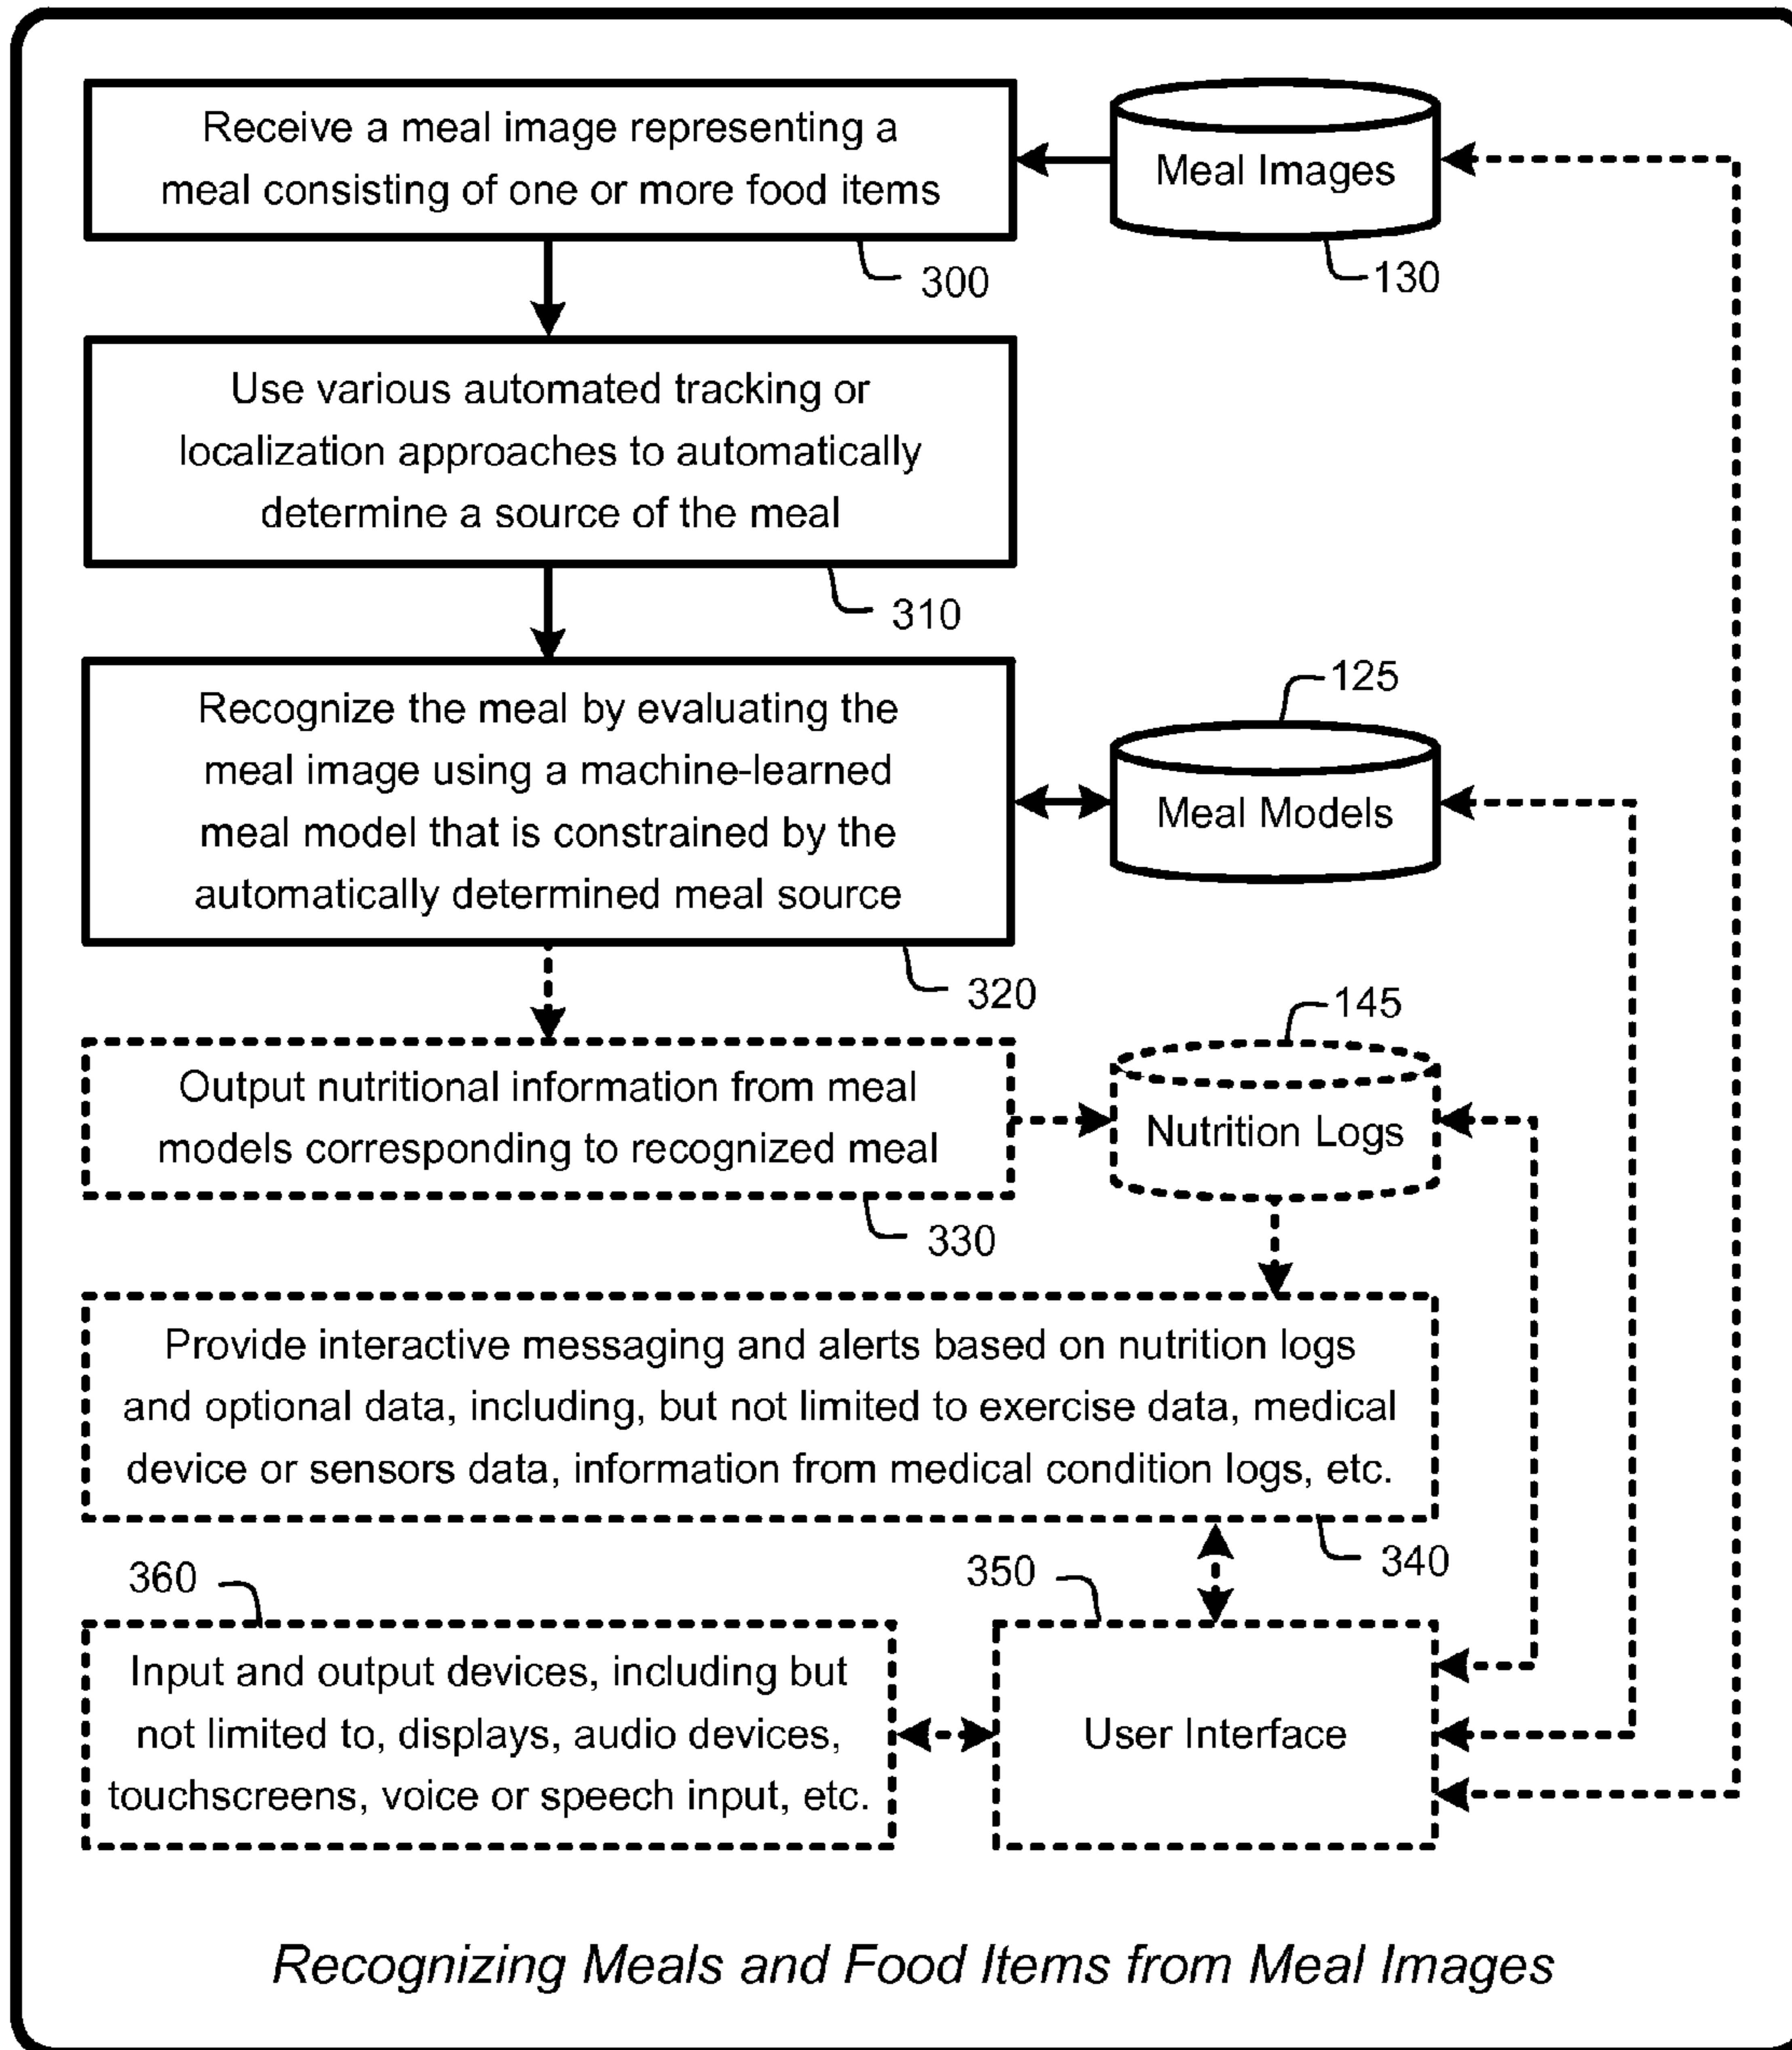 Receive a meal image representing a
meal consisting of one or more food items
300
Meal Images
130
Use various automated tracking or
localization approaches to automatically
determine a source of the meal
310
Recognize the meal by evaluating the
meal image using a machine-learned
meal model that is constrained by the
automatically determined meal source
320
125
Meal Models
Output nutritional information from meal
models corresponding to recognized meal
330
145
Nutrition Logs
Provide interactive messaging and alerts based on nutrition logs
and optional data, including, but not limited to exercise data, medical
device or sensors data, information from medical condition logs, etc.
340
360
Input and output devices, including but
not limited to, displays, audio devices,
touchscreens, voice or speech input, etc.
350
User Interface
Recognizing Meals and Food Items from Meal Images